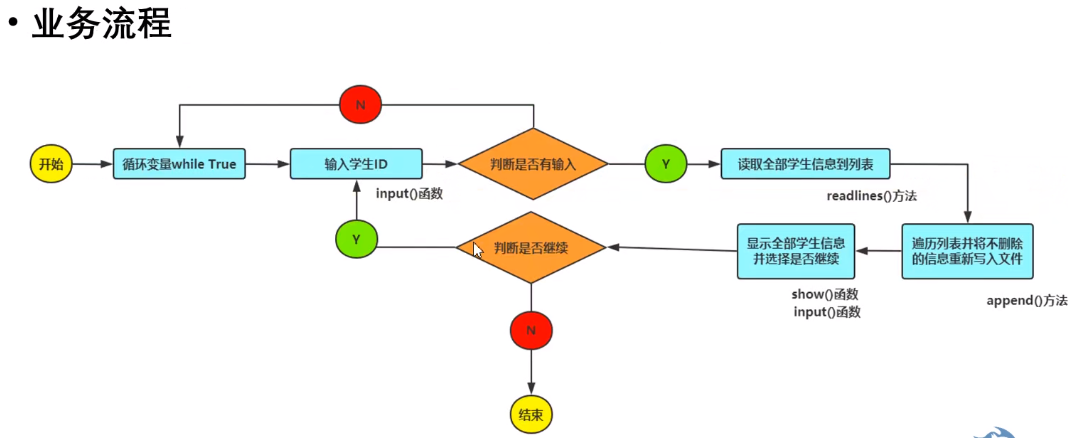 • 业务流程
N
开始
循环变量while True
输入学生ID
判断是否有输入
Y
读取全部学生信息到列表
input()函数
readlines()方法
Y
判断是否继续
显示全部学生信息
并选择是否继续
遍历列表并将不删除
的信息重新写入文件
show()函数
input()函数
append()方法
N
结束